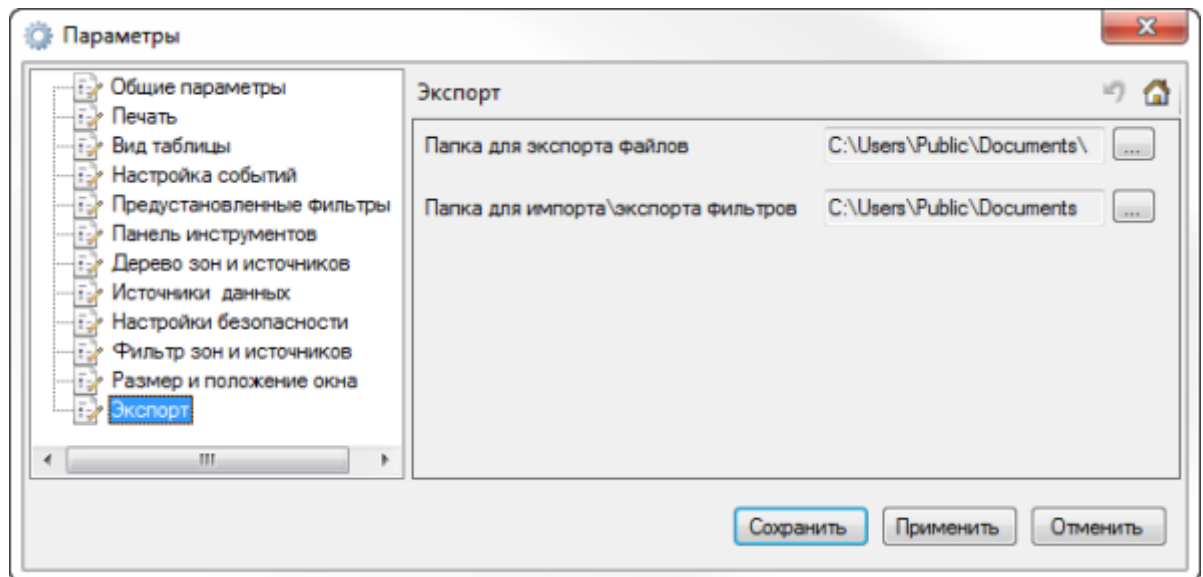 Параметры
Общие параметры
Печать
Вид таблицы
Настройка событий
Предустановленные фильтры
Панель инструментов
Дерево зон и источников
Источники  данных
Настройки безопасности
Фильтр зон и источников
Размер и положение окна
Экспорт
Экспорт
Папка для экспорта файлов C:\Users\Public\Documents\ ...
Папка для импорта\экспорта фильтров C:\Users\Public\Documents ...
Сохранить Применить Отменить